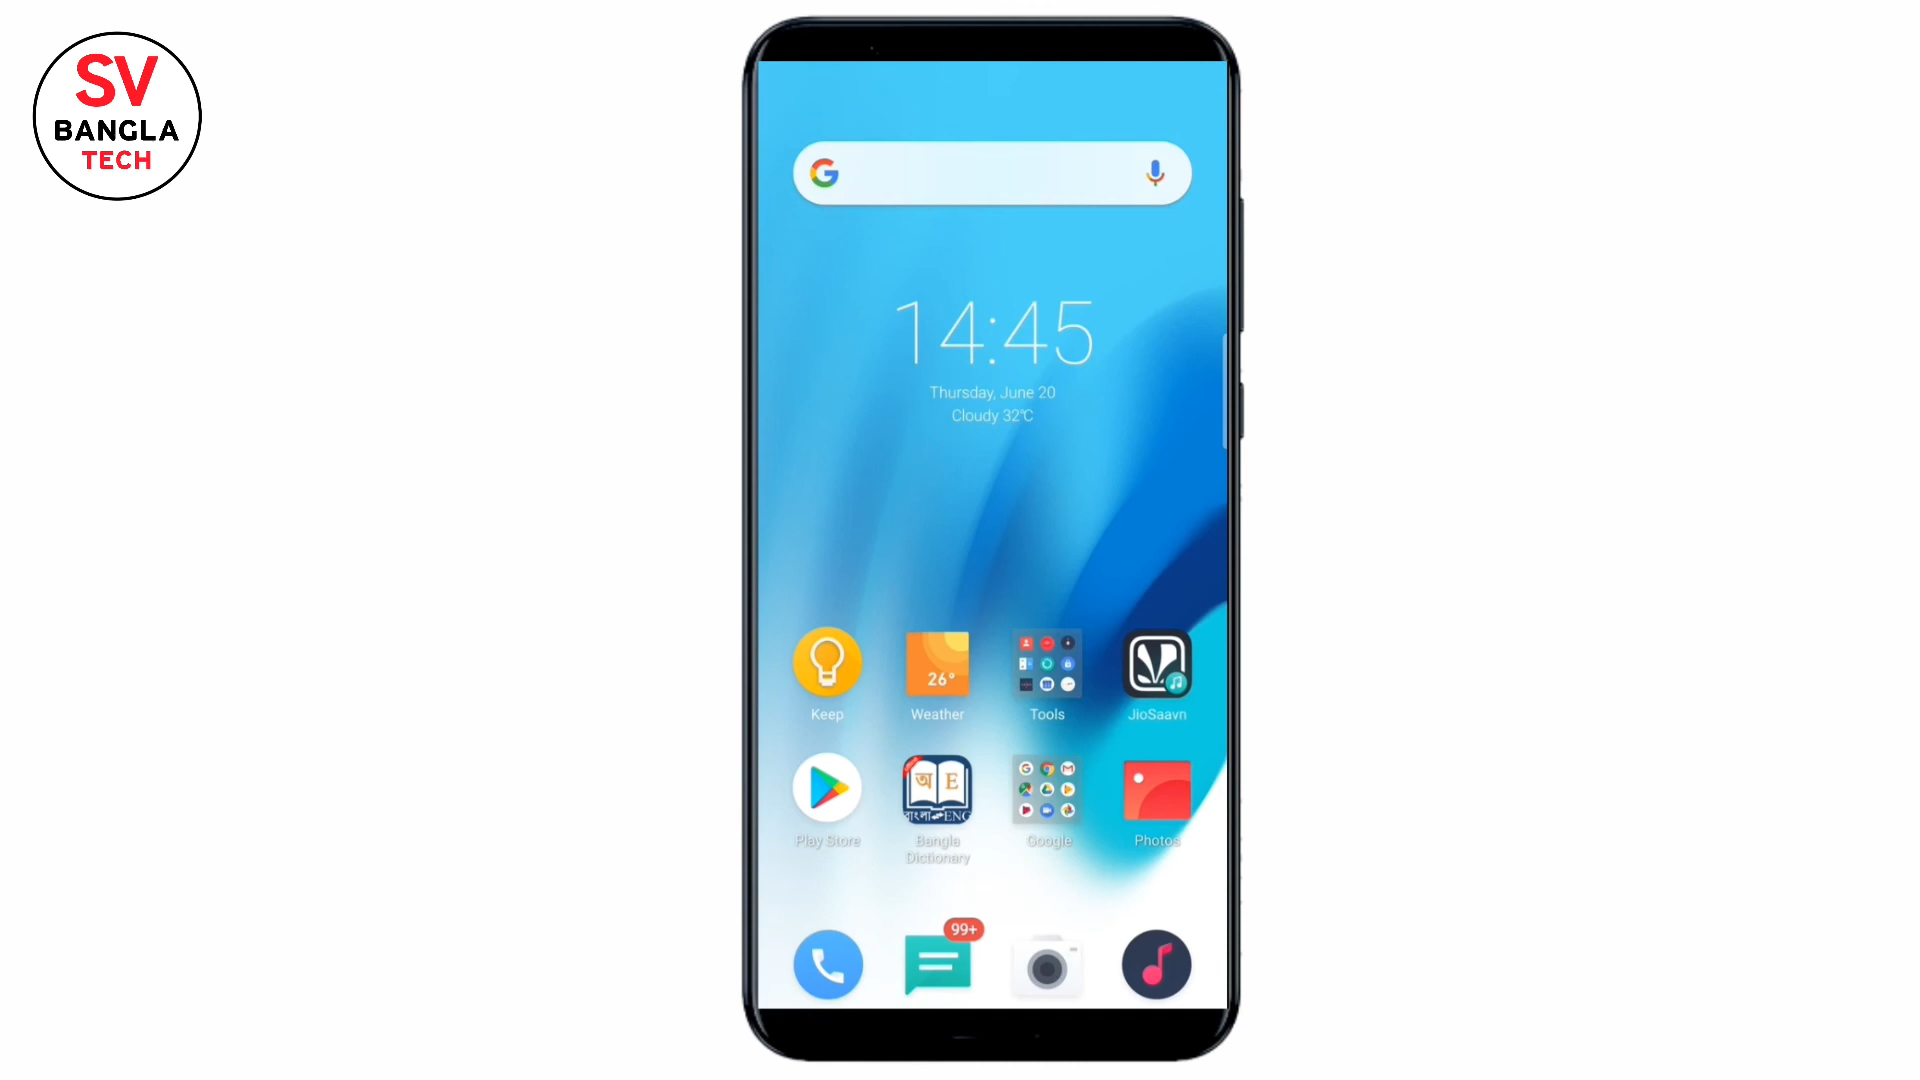 SV
BANGLA
TECH
14:45
Thursday, June 20
Cloudy 32°C
26°
Keep
Weather
Tools
JioSaavn
অ E
বাংলা⇌ENG
Play Store
Bangla
Dictionary
Google
Photos
99+